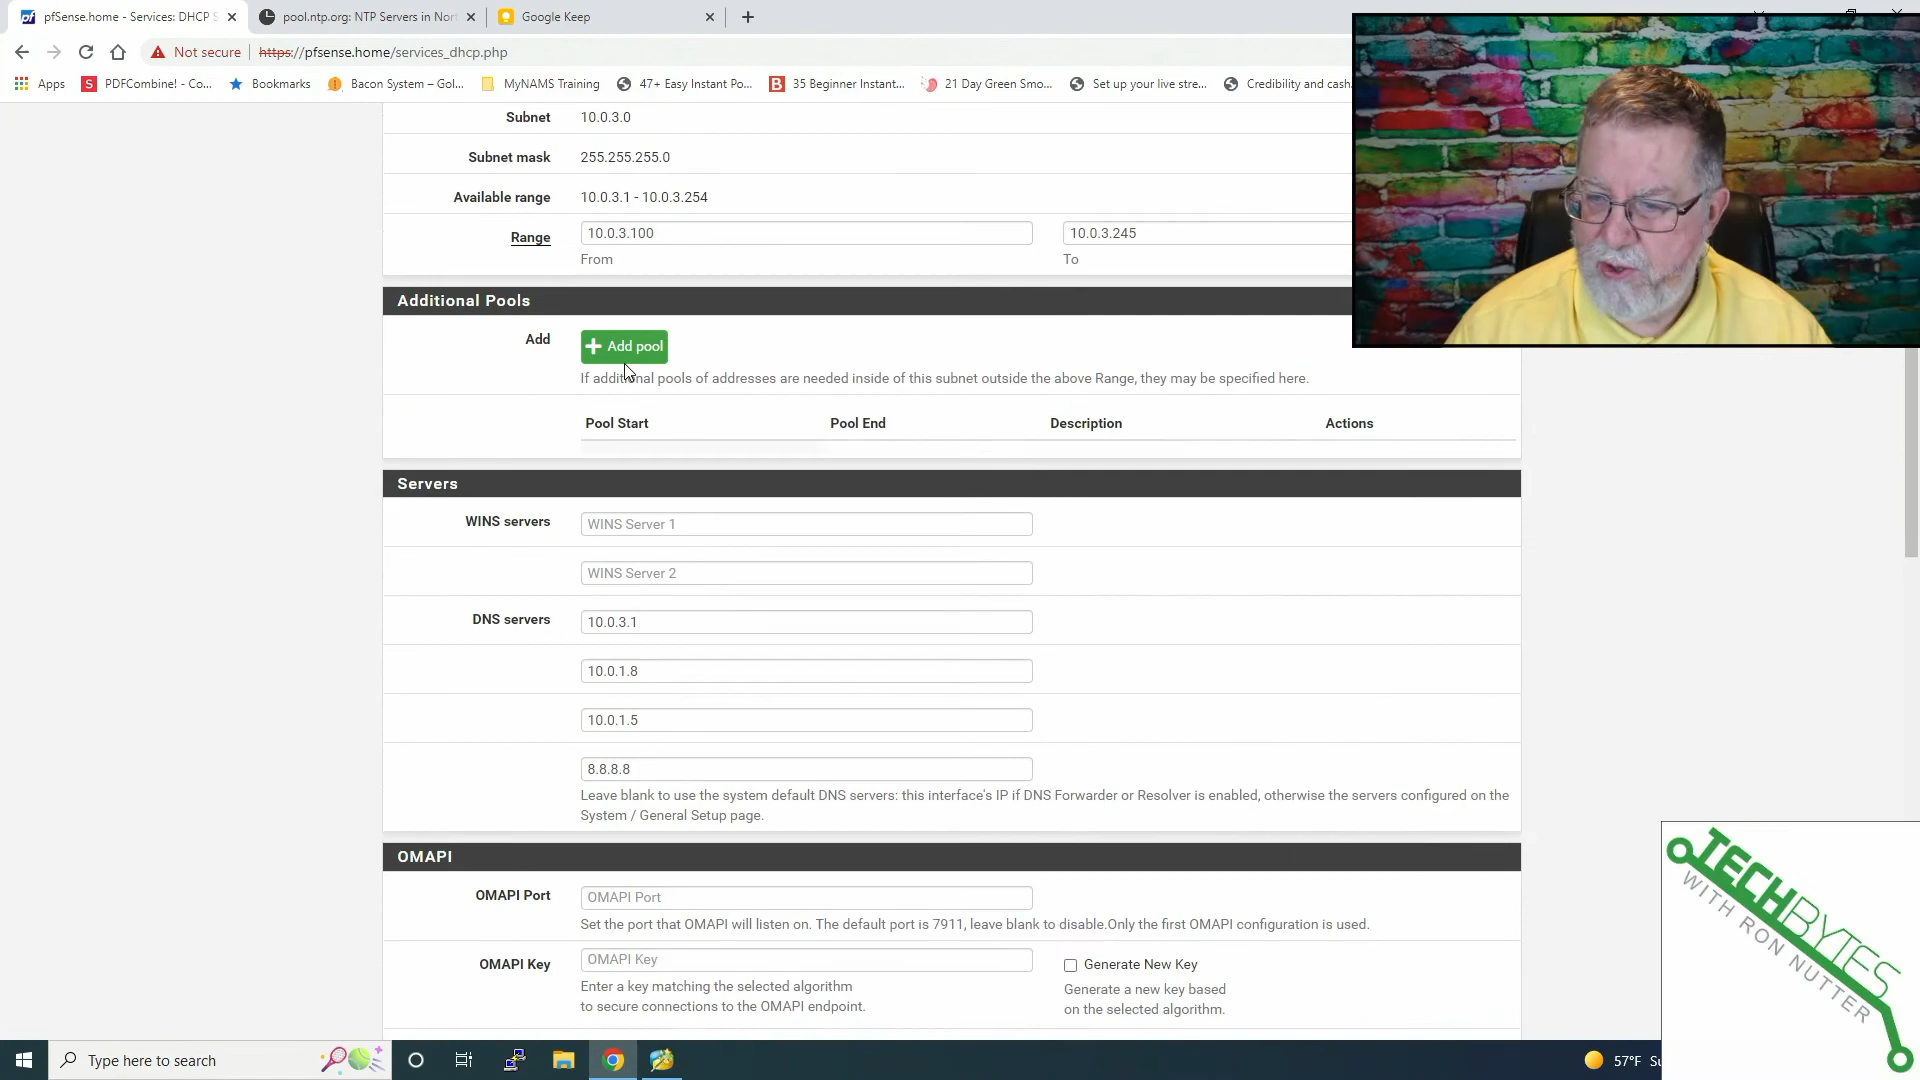 pfSense.home - Services: DHCP S
pool.ntp.org: NTP Servers in Nort
Google Keep
Not secure
https://pfsense.home/services_dhcp.php
Apps
PDFCombine! - Co...
Bookmarks
Bacon System – Gol...
MyNAMS Training
47+ Easy Instant Po...
35 Beginner Instant...
21 Day Green Smo...
Set up your live stre...
Credibility and cash
Subnet 10.0.3.0
Subnet mask 255.255.255.0
Available range 10.0.3.1 - 10.0.3.254
Range 10.0.3.100 10.0.3.245
From To
Additional Pools
Add Add pool
If additional pools of addresses are needed inside of this subnet outside the above Range, they may be specified here.
Pool Start Pool End Description Actions
Servers
WINS servers WINS Server 1
WINS Server 2
DNS servers 10.0.3.1
10.0.1.8
10.0.1.5
8.8.8.8
Leave blank to use the system default DNS servers: this interface's IP if DNS Forwarder or Resolver is enabled, otherwise the servers configured on the
System / General Setup page.
OMAPI
OMAPI Port OMAPI Port
Set the port that OMAPI will listen on. The default port is 7911, leave blank to disable.Only the first OMAPI configuration is used.
OMAPI Key OMAPI Key Generate New Key
Enter a key matching the selected algorithm
to secure connections to the OMAPI endpoint.
Generate a new key based
on the selected algorithm.
TECHBYTES
WITH RON NUTTER
Type here to search
57°F Su